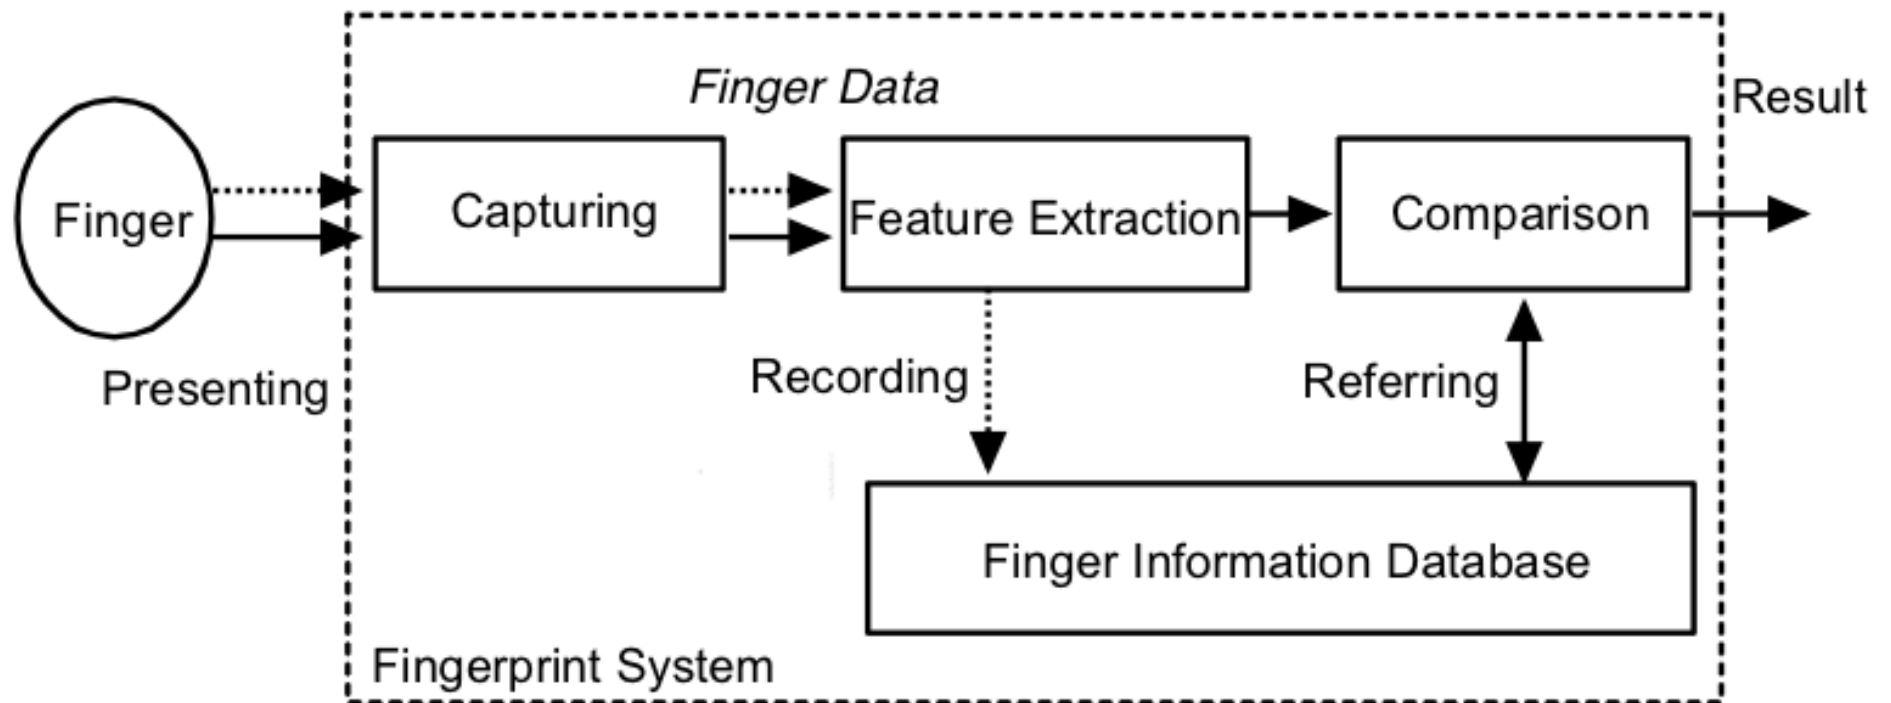 Finger Data
Result
Finger
Capturing
Feature Extraction
Comparison
Presenting
Recording
Referring
Finger Information Database
Fingerprint System